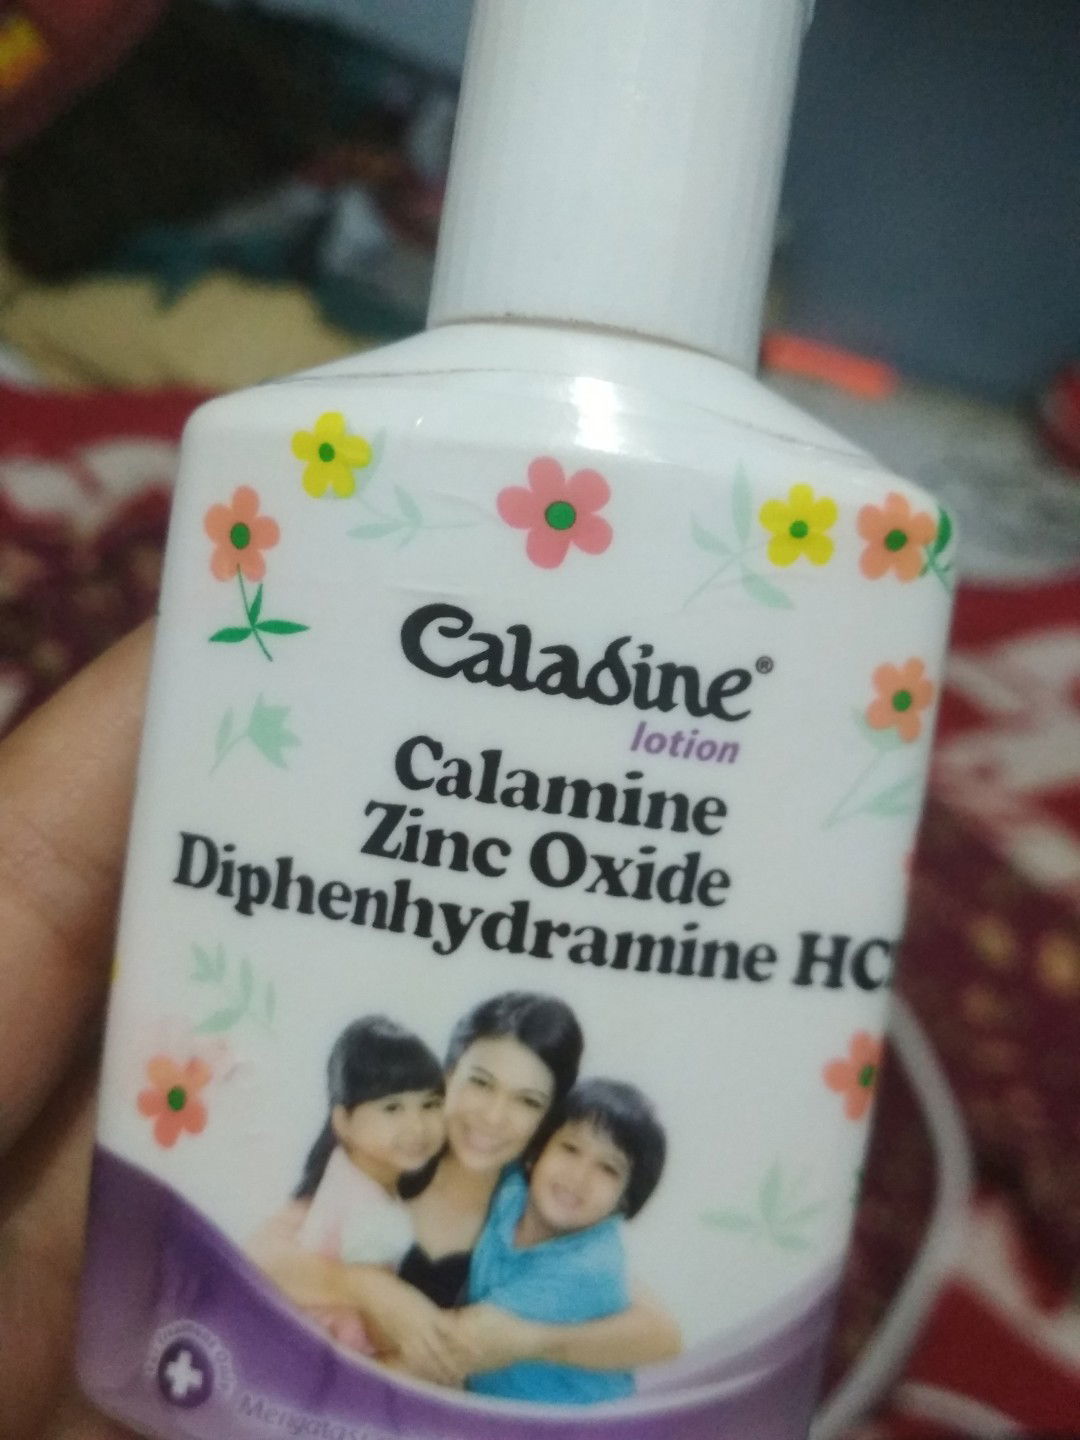 Caladine®
lotion
Calamine
Zinc Oxide
Diphenhydramine HC